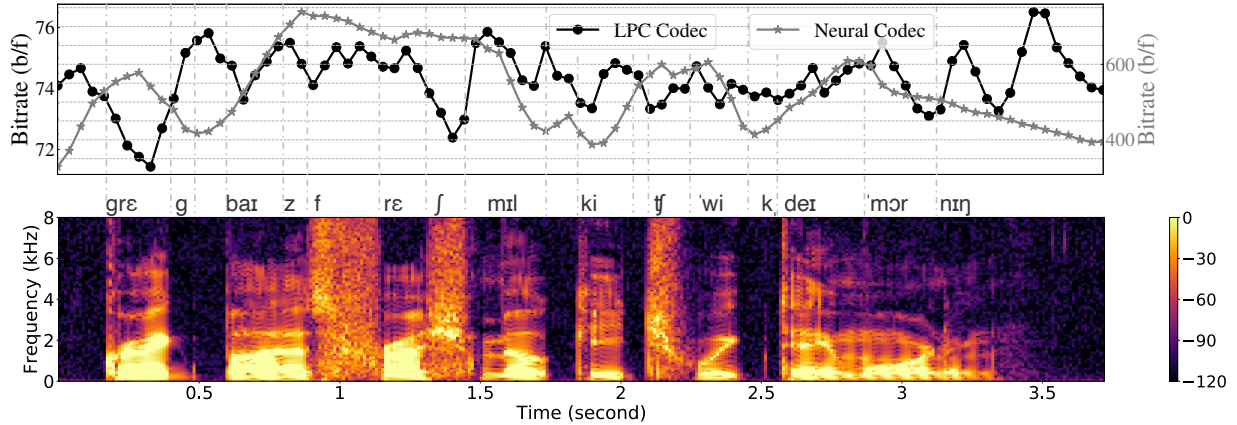 LPC Codec Neural Codec
Bitrate (b/f)
76
74
72
600
400
Bitrate (b/f)
grɛ g baɪ z f rɛ ʃ mɪl ki ʧ 'wi k deɪ 'mɔr nɪŋ
Frequency (kHz)
8
6
4
2
0
0.5 1 1.5 2 2.5 3 3.5
Time (second)
0
−30
−60
−90
−120